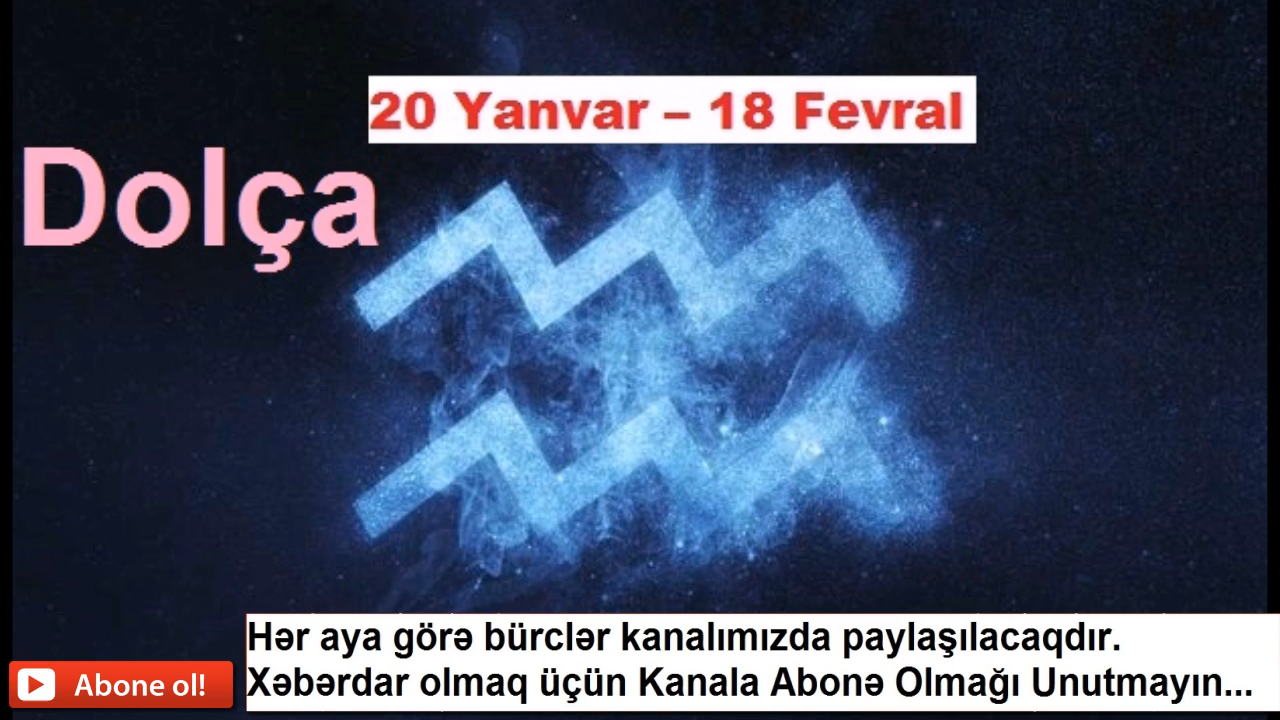 20 Yanvar – 18 Fevral
Dolça
Hər aya görə bürclər kanalımızda paylaşılacaqdır.
Xəbərdar olmaq üçün Kanala Abonə Olmağı Unutmayın...
Abone ol!